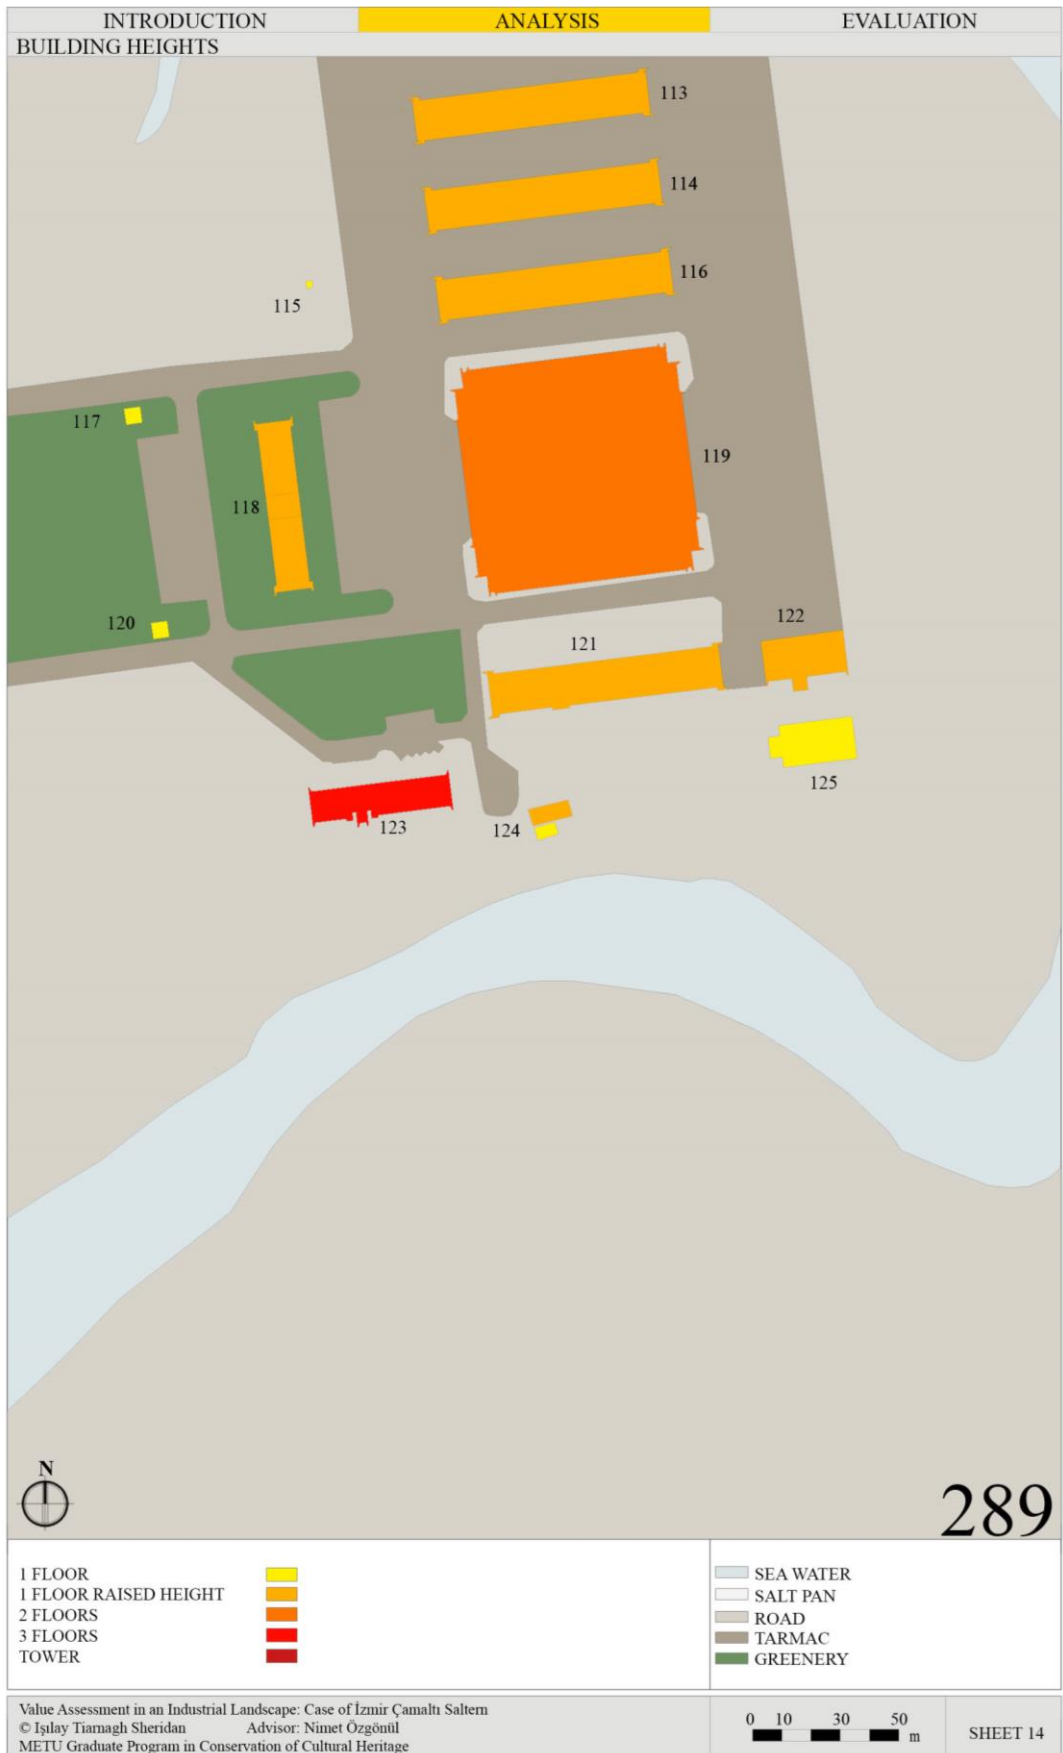 INTRODUCTION ANALYSIS EVALUATION
BUILDING HEIGHTS
113
114
116
115
117
119
118
120
122
121
125
123
124
N
289
1 FLOOR
1 FLOOR RAISED HEIGHT
2 FLOORS
3 FLOORS
TOWER
SEA WATER
SALT PAN
ROAD
TARMAC
GREENERY
Value Assessment in an Industrial Landscape: Case of İzmir Çamaltı Saltern
© Işılay Tiarnagh Sheridan Advisor: Nimet Özgönül
METU Graduate Program in Conservation of Cultural Heritage
0 10 30 50
m
SHEET 14